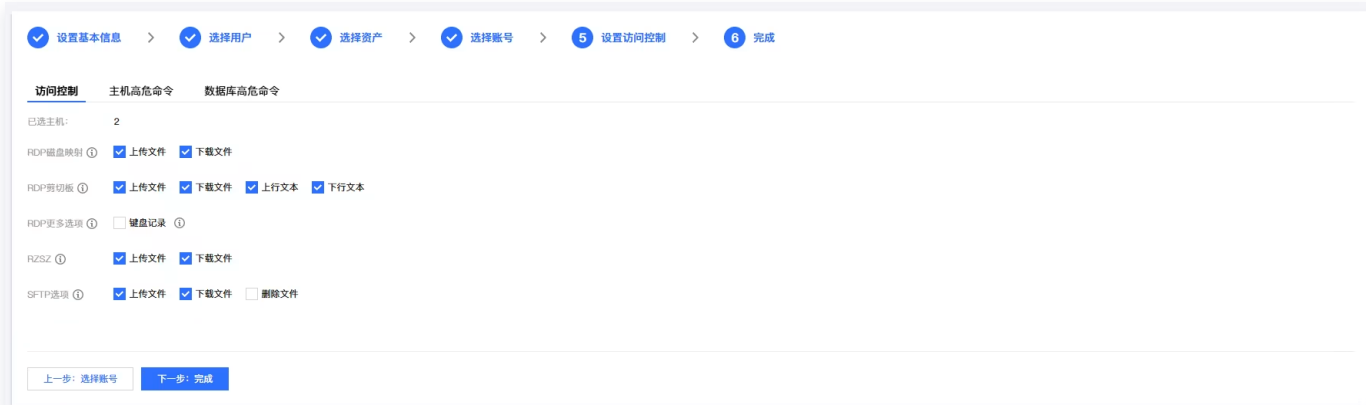 设置基本信息 选择用户 选择资产 选择账号 5 设置访问控制 6 完成
访问控制 主机高危命令 数据库高危命令
已选主机: 2
RDP磁盘映射 上传文件 下载文件
RDP剪切板 上传文件 下载文件 上行文本 下行文本
RDP更多选项 键盘记录
RZSZ 上传文件 下载文件
SFTP选项 上传文件 下载文件 删除文件
上一步：选择账号 下一步：完成